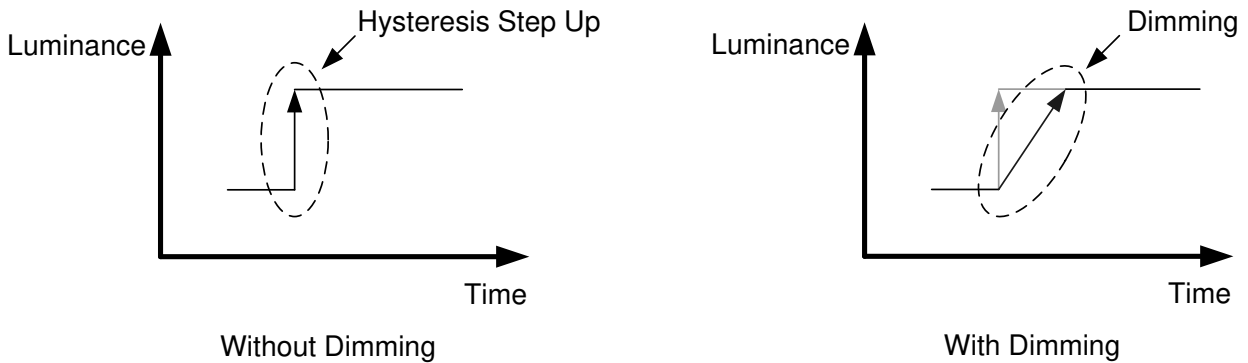 Hysteresis Step Up
Luminance
Time
Without Dimming
Dimming
Luminance
Time
With Dimming